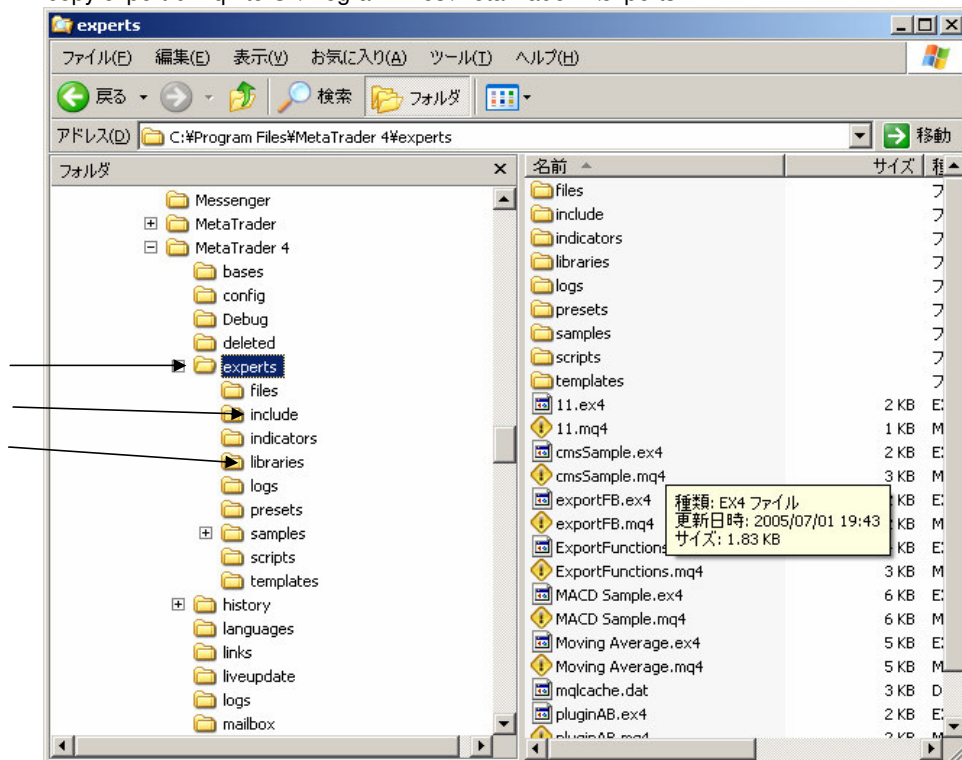 experts
ファイル(F) 編集(E) 表示(V) お気に入り(A) ツール(T) ヘルプ(H)
戻る 検索 フォルダ
アドレス(D) C:¥Program Files¥MetaTrader 4¥experts 移動
フォルダ
Messenger
MetaTrader
MetaTrader 4
bases
config
Debug
deleted
experts
files
include
indicators
libraries
logs
presets
samples
scripts
templates
history
languages
links
liveupdate
logs
mailbox
名前 サイズ
files
include
indicators
libraries
logs
presets
samples
scripts
templates
11.ex4 2 KB
11.mq4 1 KB
cmsSample.ex4 2 KB
cmsSample.mq4 3 KB
exportFB.ex4 KB
exportFB.mq4 KB
ExportFunctions KB
ExportFunctions.mq4 3 KB
MACD Sample.ex4 6 KB
MACD Sample.mq4 6 KB
Moving Average.ex4 5 KB
Moving Average.mq4 5 KB
mqlcache.dat 3 KB
pluginAB.ex4 2 KB
種類: EX4 ファイル
更新日時: 2005/07/01 19:43
サイズ: 1.83 KB